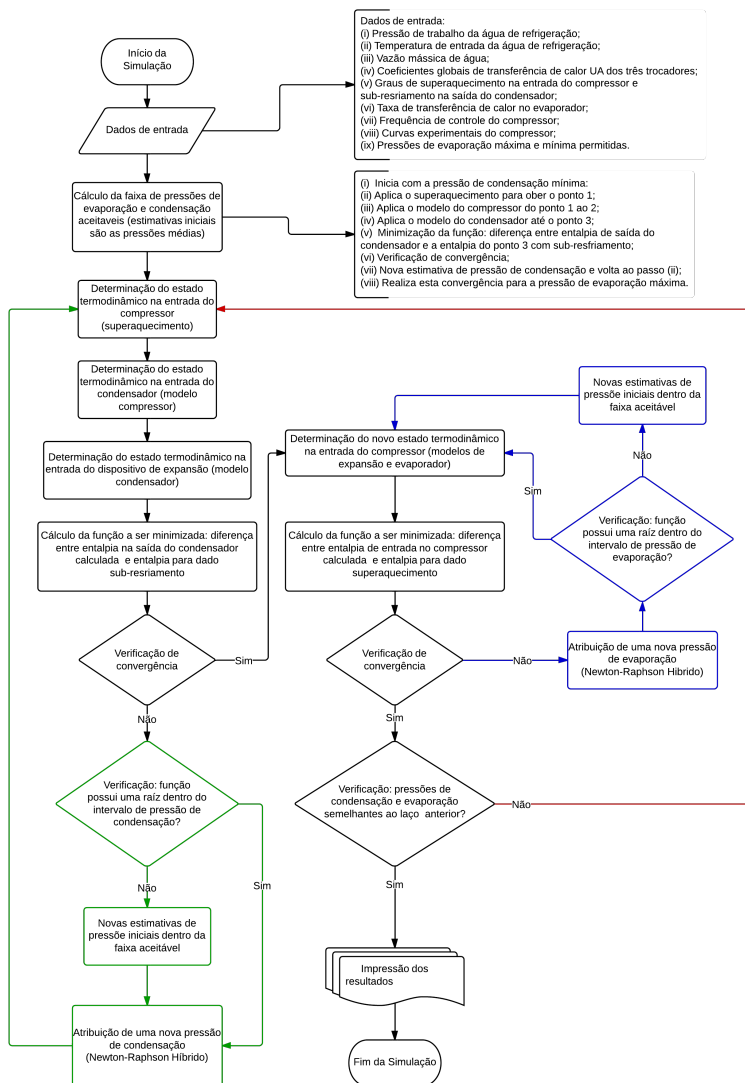 Início da
Simulação
Dados de entrada
Dados de entrada:
(i) Pressão de trabalho da água de refrigeração;
(ii) Temperatura de entrada da água de refrigeração;
(iii) Vazão mássica de água;
(iv) Coeficientes globais de transferência de calor UA dos três trocadores;
(v) Graus de superaquecimento na entrada do compressor e
sub-resriamento na saída do condensador;
(vi) Taxa de transferência de calor no evaporador;
(vii) Frequência de controle do compressor;
(viii) Curvas experimentais do compressor;
(ix) Pressões de evaporação máxima e mínima permitidas.
Cálculo da faixa de pressões de
evaporação e condensação
aceitaveis (estimativas iniciais
são as pressões médias)
(i) Inicia com a pressão de condensação mínima:
(ii) Aplica o superaquecimento para ober o ponto 1;
(iii) Aplica o modelo do compressor do ponto 1 ao 2;
(iv) Aplica o modelo do condensador até o ponto 3;
(v) Minimização da função: diferença entre entalpia de saída do
condensador e a entalpia do ponto 3 com sub-resfriamento;
(vi) Verificação de convergência;
(vii) Nova estimativa de pressão de condensação e volta ao passo (ii);
(viii) Realiza esta convergência para a pressão de evaporação máxima.
Determinação do estado
termodinâmico na entrada do
compressor
(superaquecimento)
Determinação do estado
termodinâmico na entrada do
condensador (modelo
compressor)
Determinação do estado termodinâmico na
entrada do dispositivo de expansão (modelo
condensador)
Cálculo da função a ser minimizada: diferença
entre entalpia na saída do condensador
calculada e entalpia para dado
sub-resriamento
Verificação de
convergência
Sim
Não
Verificação: função
possui uma raíz dentro do
intervalo de pressão de
condensação?
Sim
Não
Novas estimativas de
pressõe iniciais dentro da
faixa aceitável
Atribuição de uma nova pressão
de condensação
(Newton-Raphson Híbrido)
Determinação do novo estado termodinâmico
na entrada do compressor (modelos de
expansão e evaporador)
Cálculo da função a ser minimizada: diferença
entre entalpia de entrada no compressor
calculada e entalpia para dado
superaquecimento
Verificação de
convergência
Não
Sim
Atribuição de uma nova pressão
de evaporação
(Newton-Raphson Hibrido)
Verificação: função
possui uma raíz dentro do
intervalo de pressão de
evaporação?
Sim
Não
Novas estimativas de
pressõe iniciais dentro da
faixa aceitável
Verificação: pressões de
condensação e evaporação
semelhantes ao laço anterior?
Não
Sim
Impressão dos
resultados
Fim da Simulação